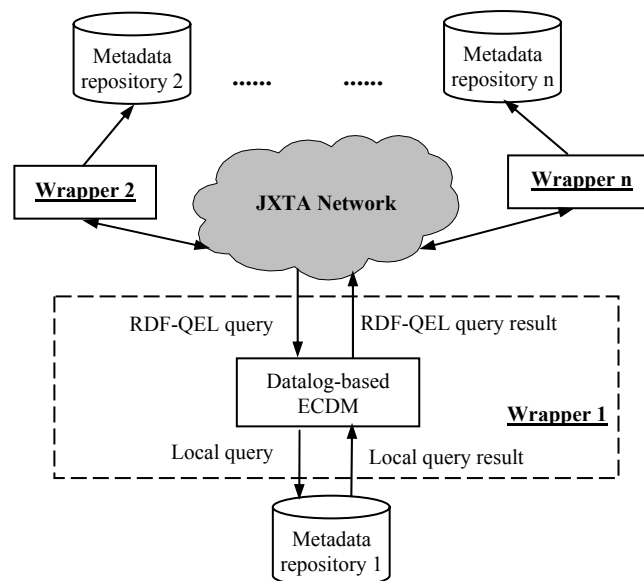 Metadata
repository 2
......
......
Metadata
repository n
Wrapper 2
JXTA Network
Wrapper n
RDF-QEL query
RDF-QEL query result
Datalog-based
ECDM
Wrapper 1
Local query
Local query result
Metadata
repository 1